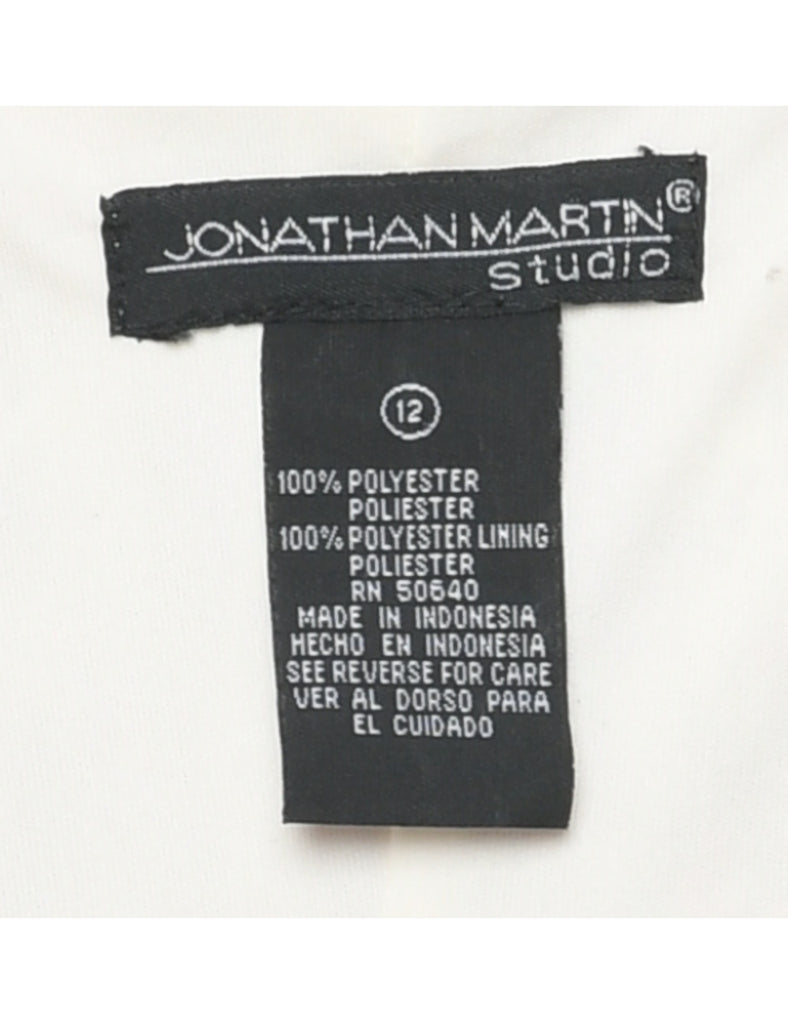 JONATHAN MARTIN®
studio
12
100% POLYESTER
POLIESTER
100% POLYESTER LINING
POLIESTER
RN 50640
MADE IN INDONESIA
HECHO EN INDONESIA
SEE REVERSE FOR CARE
VER AL DORSO PARA
EL CUIDADO